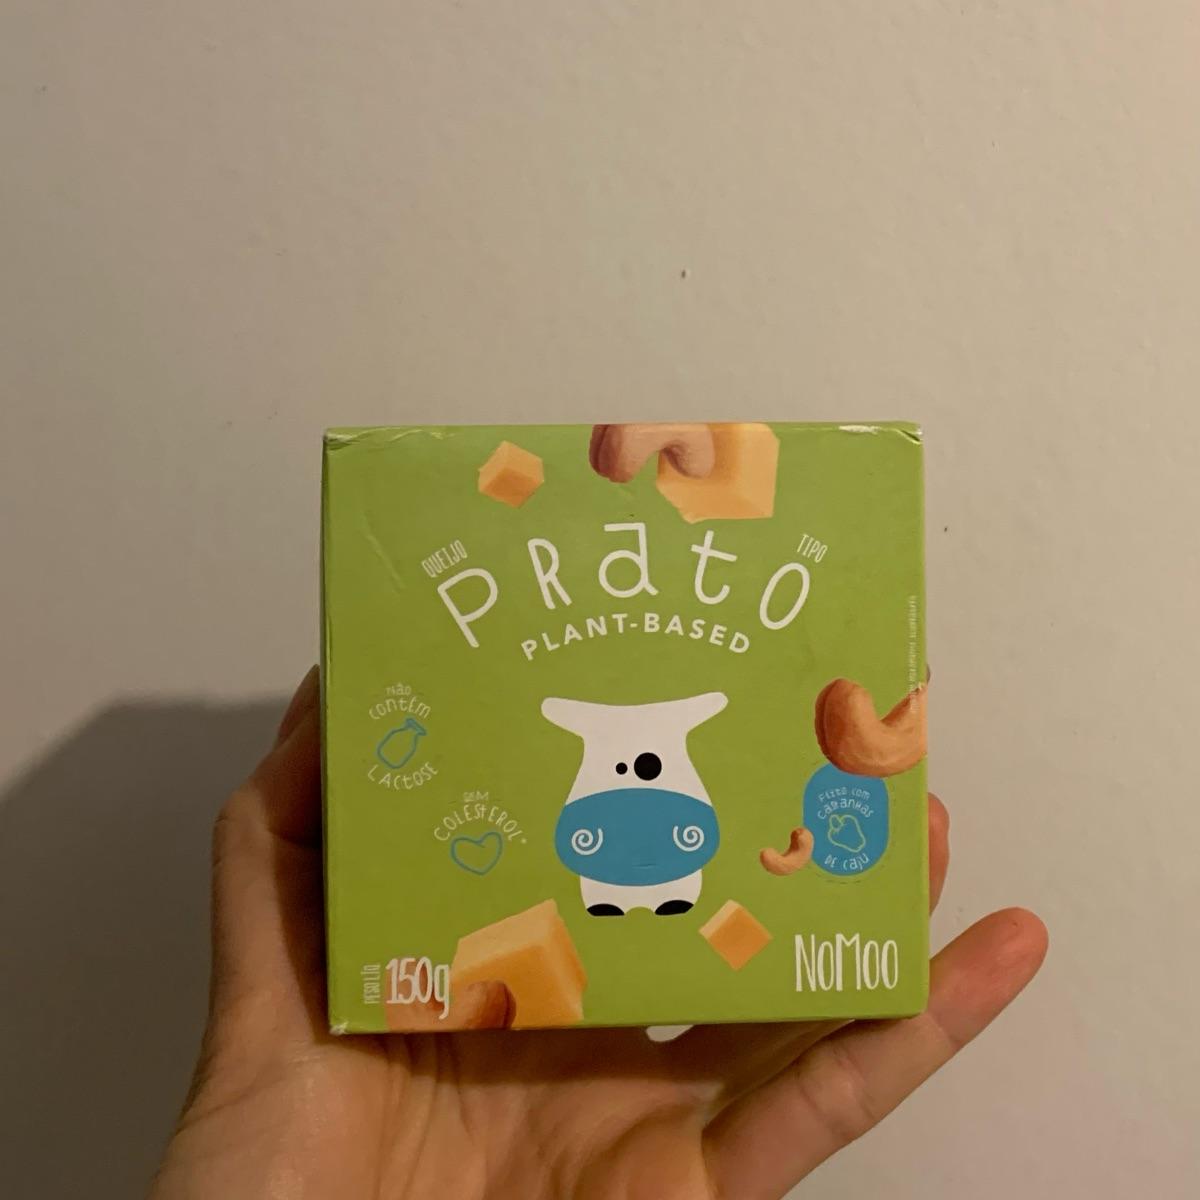 QUEIJO
TIPO
PRato
PLANT-BASED
Não
contém
LACtose
SEM
COLEStEROL*
FEITO COM
CASTANHAS
DE CAJU
PESO LÍQ
150g
NoMoo